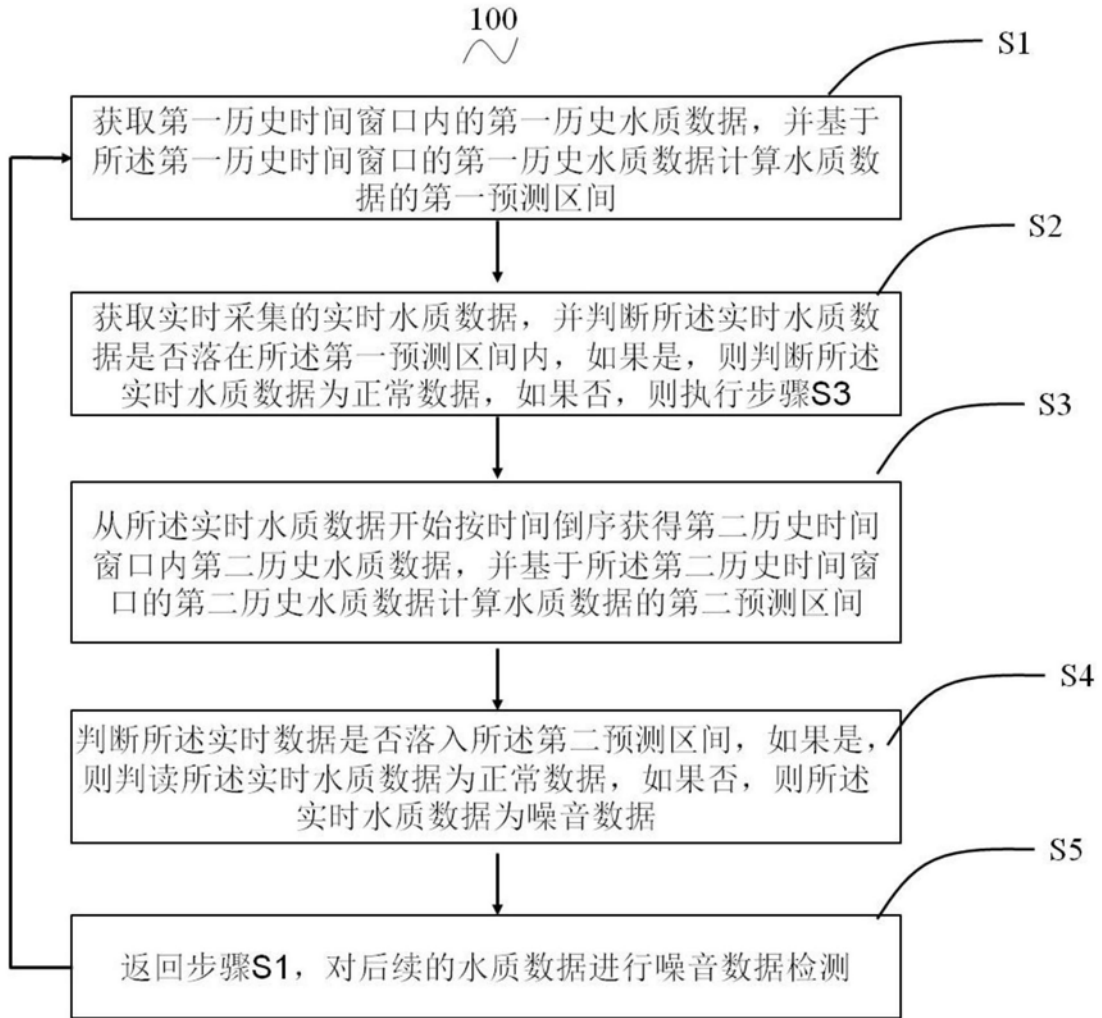 100
S1
获取第一历史时间窗口内的第一历史水质数据，并基于
所述第一历史时间窗口的第一历史水质数据计算水质数
据的第一预测区间
S2
获取实时采集的实时水质数据，并判断所述实时水质数
据是否落在所述第一预测区间内，如果是，则判断所述
实时水质数据为正常数据，如果否，则执行步骤S3
S3
从所述实时水质数据开始按时间倒序获得第二历史时间
窗口内第二历史水质数据，并基于所述第二历史时间窗
口的第二历史水质数据计算水质数据的第二预测区间
S4
判断所述实时数据是否落入所述第二预测区间，如果是，
则判读所述实时水质数据为正常数据，如果否，则所述
实时水质数据为噪音数据
S5
返回步骤S1，对后续的水质数据进行噪音数据检测